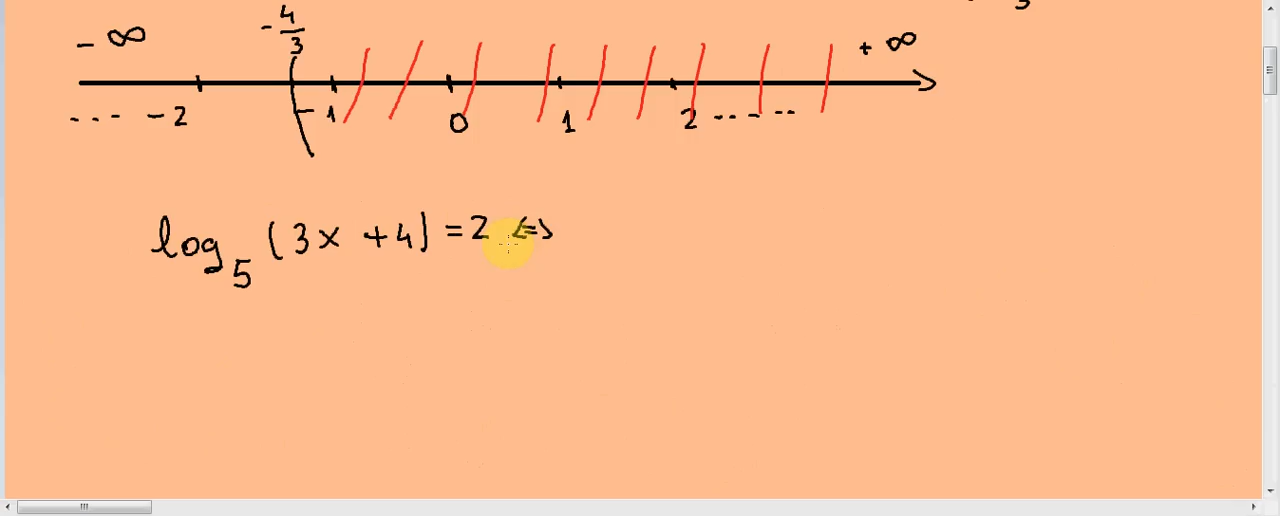 - 4/3
- ∞ + ∞
.... - 2 - 1 0 1 2 .....
log₅ (3x + 4) = 2 <=>